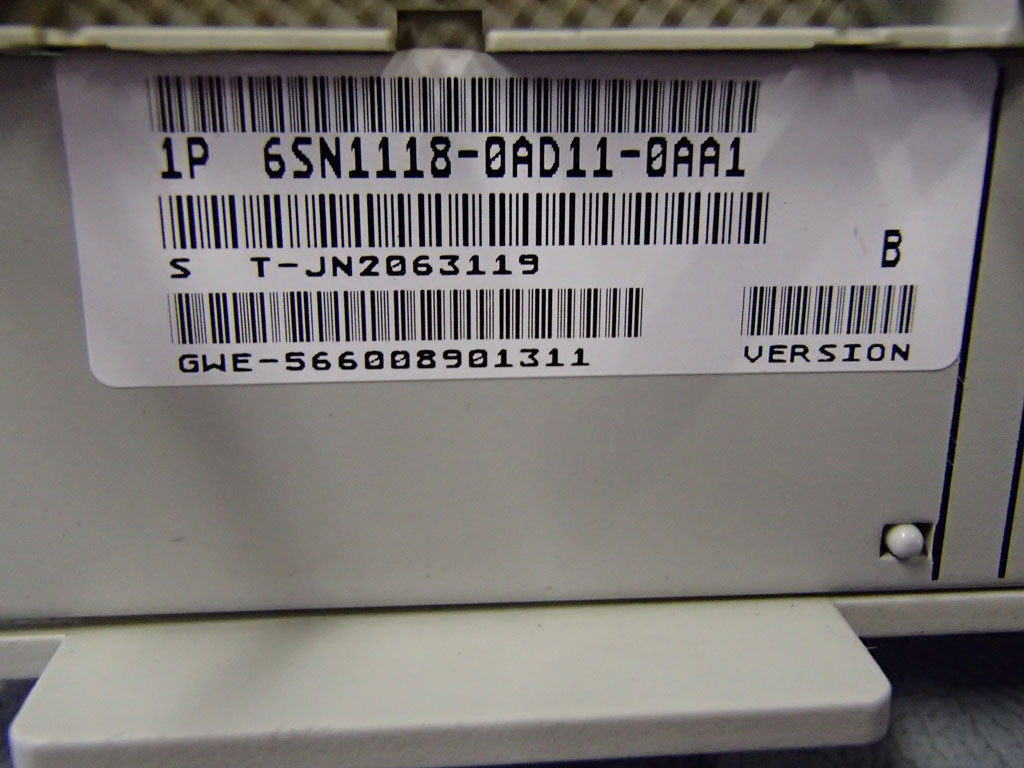 1P 6SN1118-0AD11-0AA1
S T-JN2063119
B
GWE-566008901311
VERSION